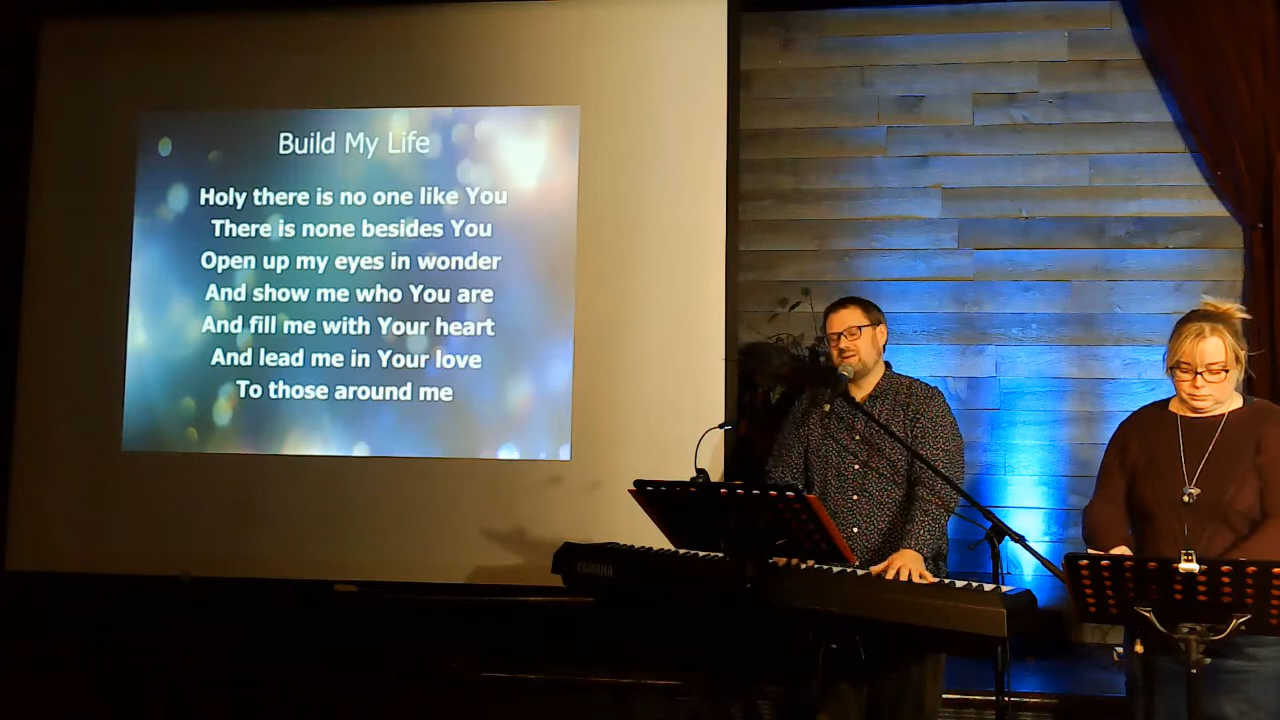 Build My Life
Holy there is no one like You
There is none besides You
Open up my eyes in wonder
And show me who You are
And fill me with Your heart
And lead me in Your love
To those around me
YAMAHA